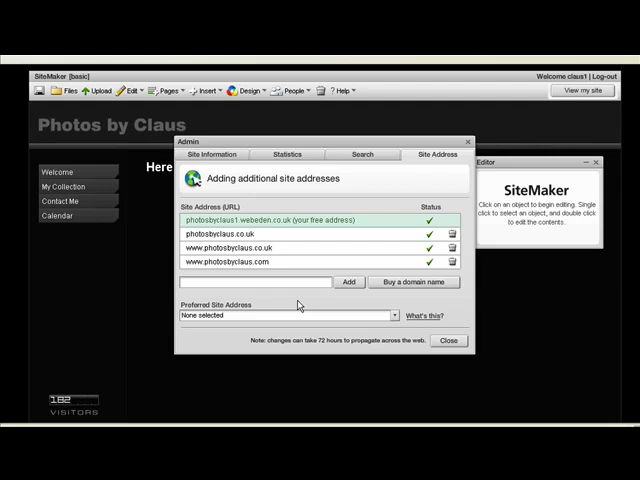 SiteMaker [basic]
Welcome claus1 | Log-out
Files Upload Edit Pages Insert Design People ? Help
View my site
Photos by Claus
Welcome
My Collection
Contact Me
Calendar
Here
Admin
Site Information Statistics Search Site Address
Adding additional site addresses
Site Address (URL) Status
photosbyclaus1.webeden.co.uk (your free address)
photosbyclaus.co.uk
www.photosbyclaus.co.uk
www.photosbyclaus.com
Add Buy a domain name
Preferred Site Address
None selected
What's this?
Note: changes can take 72 hours to propagate across the web.
Close
Editor
SiteMaker
Click on an object to begin editing. Single
click to select an object, and double click
to edit the contents.
182
VISITORS